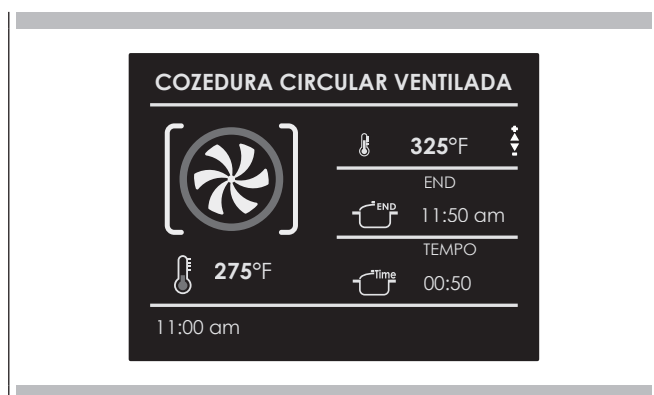 COZEDURA CIRCULAR VENTILADA
325°F
END
END
11:50 am
TEMPO
Time
00:50
275°F
11:00 am